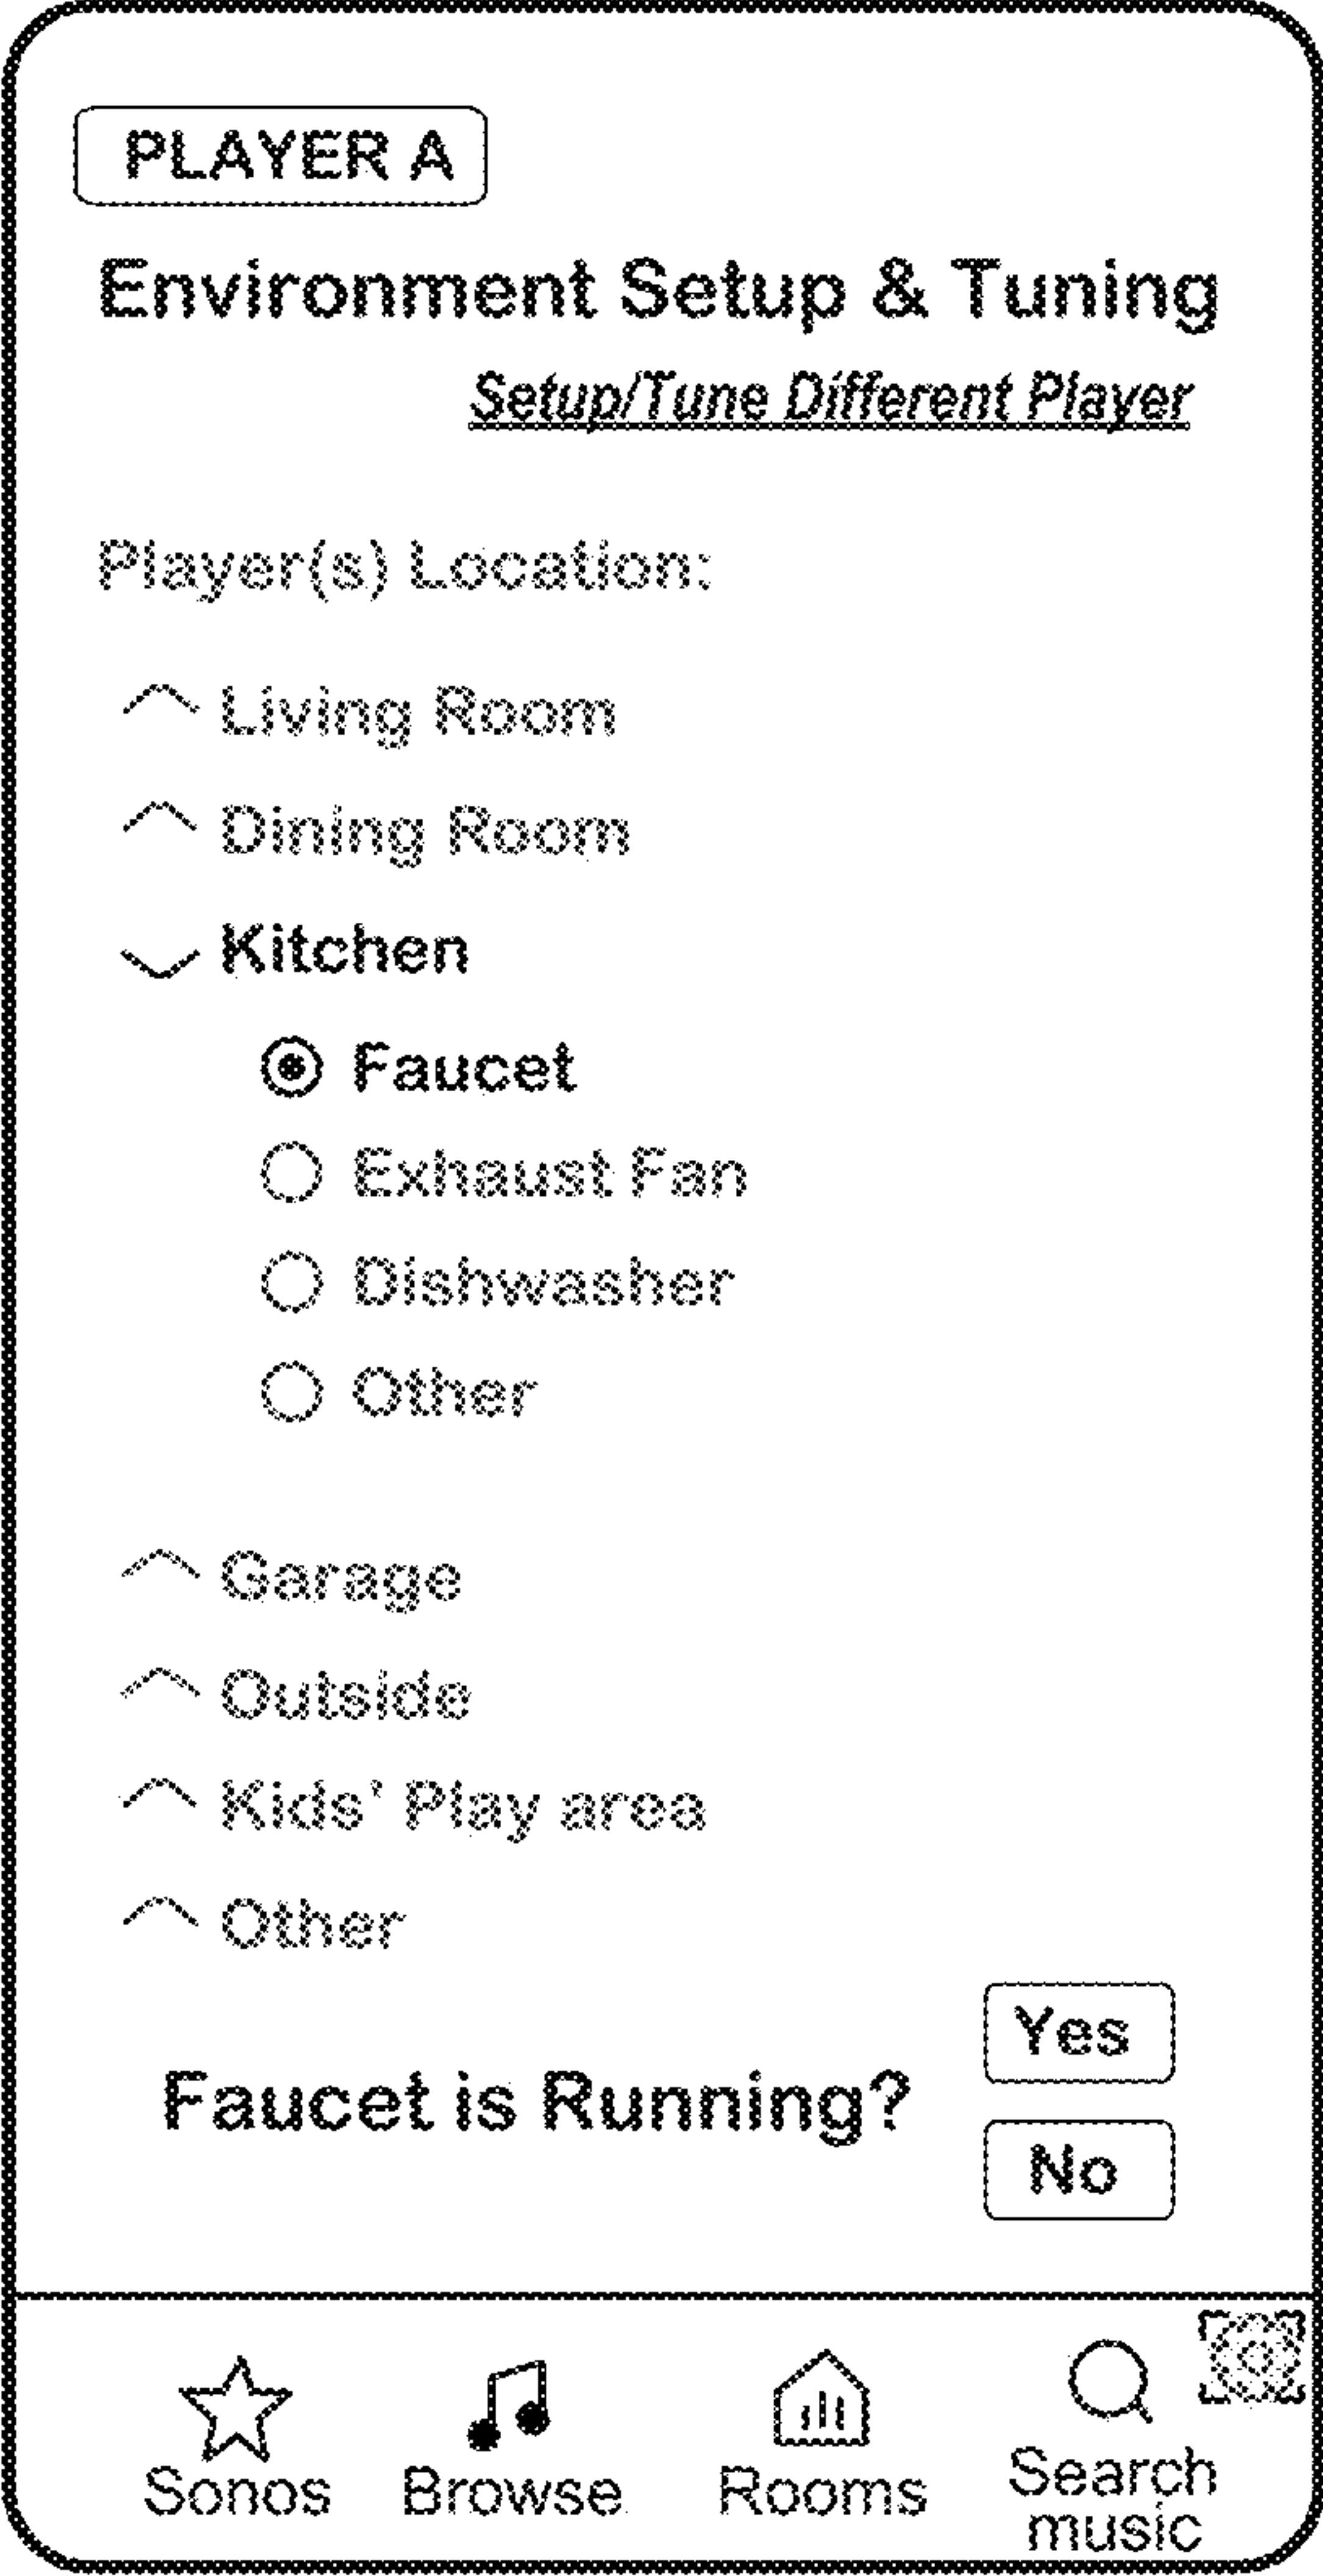 PLAYER A
Environment Setup & Tuning
Setup/Tune Different Player
Player(s) Location:
Living Room
Dining Room
Kitchen
Faucet
Exhaust Fan
Dishwasher
Other
Garage
Outside
Kids' Play area
Other
Faucet is Running?
Yes
No
Sonos
Browse
Rooms
Search
music